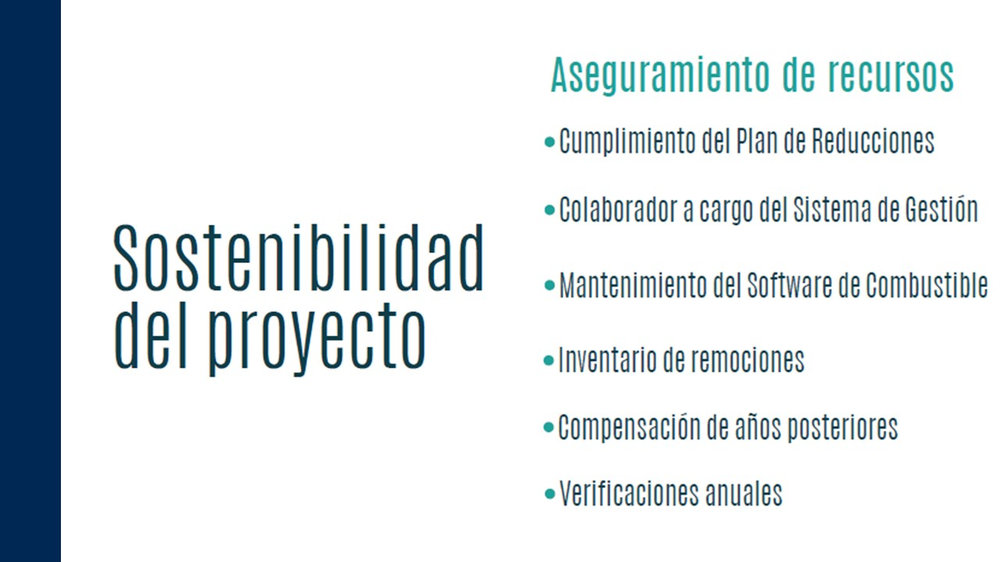 Sostenibilidad
del proyecto
Aseguramiento de recursos
•Cumplimiento del Plan de Reducciones
•Colaborador a cargo del Sistema de Gestión
•Mantenimiento del Software de Combustible
•Inventario de remociones
•Compensación de años posteriores
•Verificaciones anuales